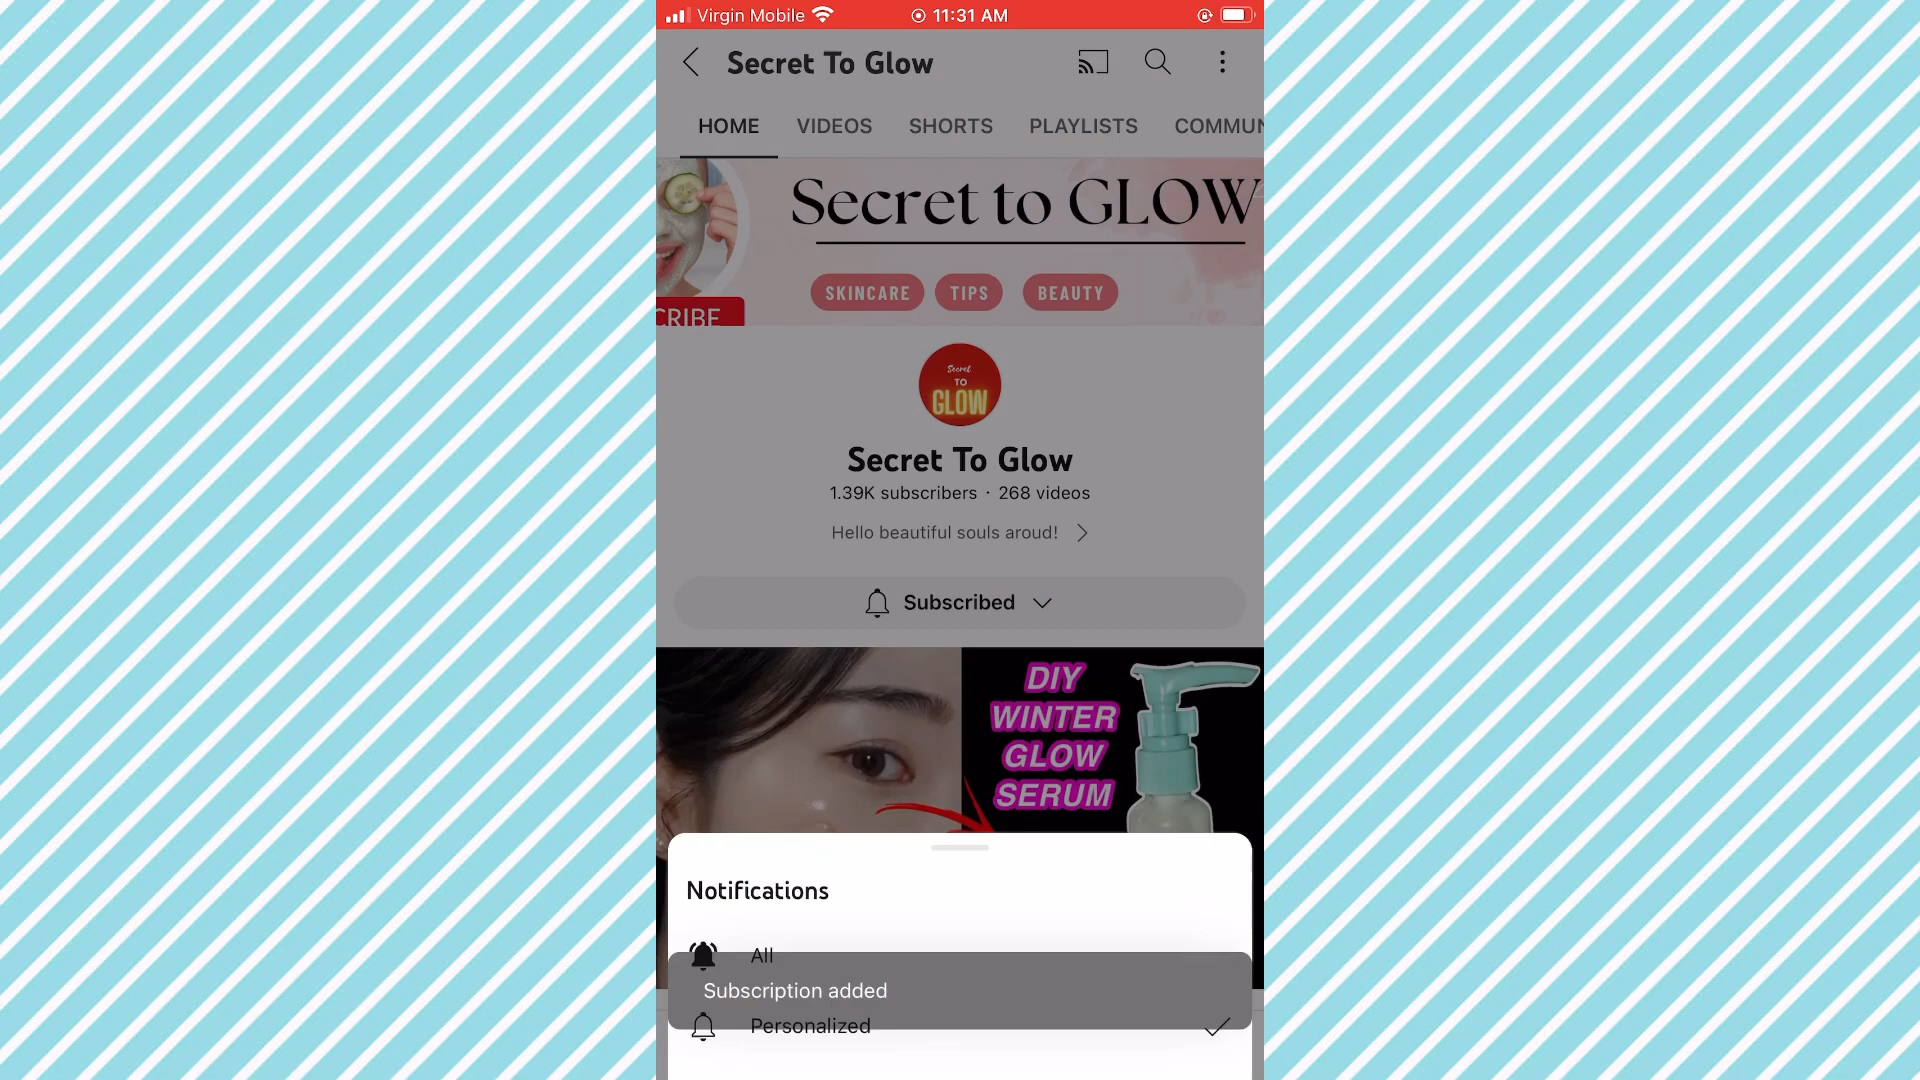 Virgin Mobile 11:31 AM
Secret To Glow
HOME VIDEOS SHORTS PLAYLISTS COMMUN
Secret to GLOW
SKINCARE TIPS BEAUTY
CRIBE
Secret
TO
GLOW
Secret To Glow
1.39K subscribers · 268 videos
Hello beautiful souls aroud!
Subscribed
DIY
WINTER
GLOW
SERUM
Notifications
All
Subscription added
Personalized